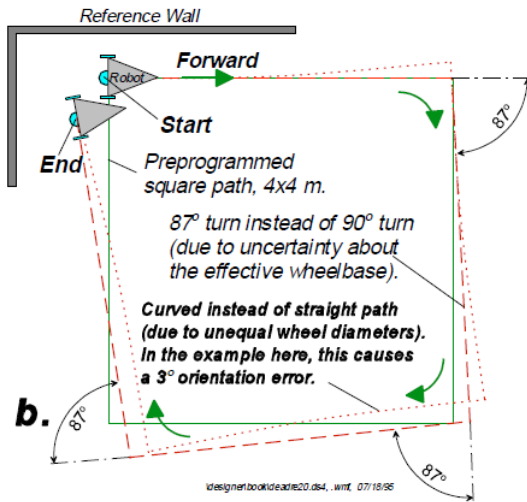 Reference Wall
Forward
Robot
Start
End
Preprogrammed
square path, 4x4 m.
87° turn instead of 90° turn
(due to uncertainty about
the effective wheelbase).
Curved instead of straight path
(due to unequal wheel diameters).
In the example here, this causes
a 3° orientation error.
87°
b.
87°
87°
\designer\book\deadre20.ds4, .wmf, 07/18/95